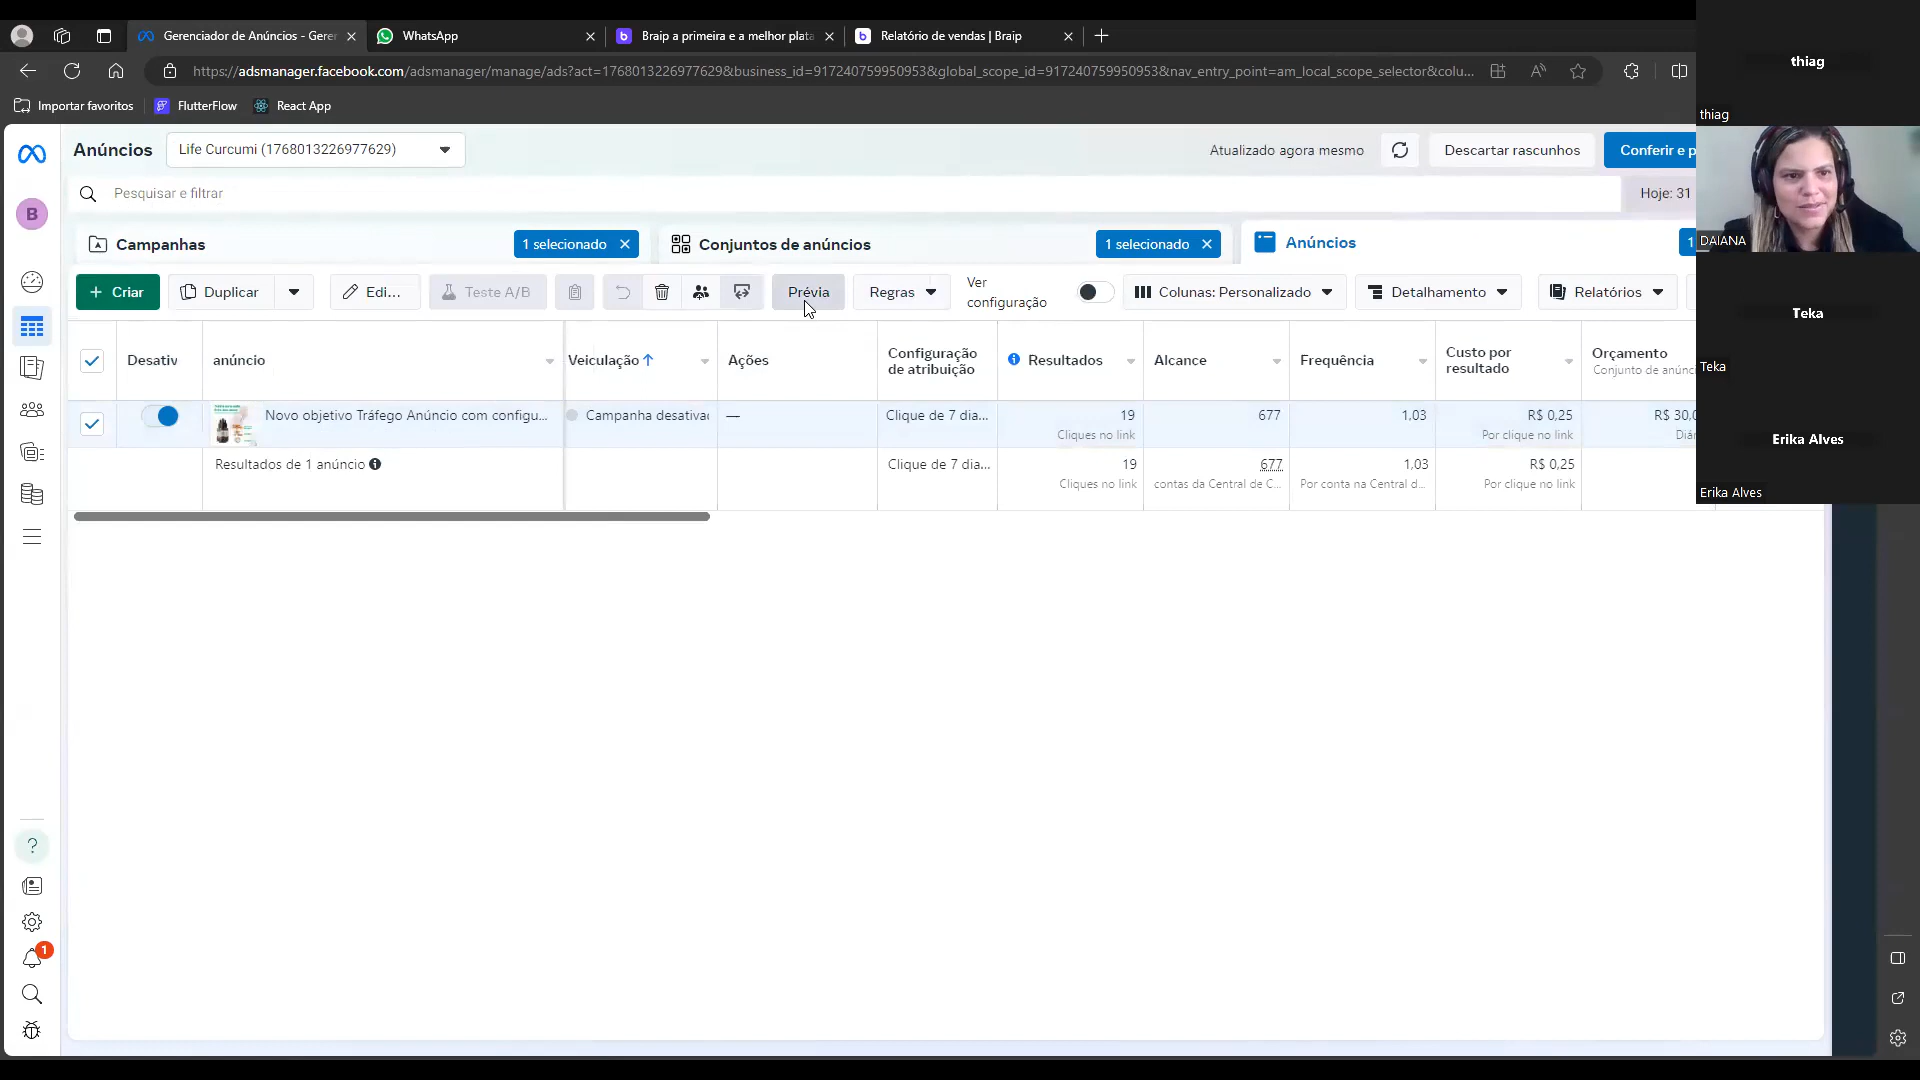 Gerenciador de Anúncios - Geren
WhatsApp
Braip a primeira e a melhor plata
Relatório de vendas | Braip
https://adsmanager.facebook.com/adsmanager/manage/ads?act=1768013226977629&business_id=917240759950953&global_scope_id=917240759950953&nav_entry_point=am_local_scope_selector&colu...
Importar favoritos
FlutterFlow
React App
thiag
thiag
DAIANA
Teka
Teka
Erika Alves
Erika Alves
Anúncios
Life Curcumi (1768013226977629)
Atualizado agora mesmo
Descartar rascunhos
Conferir e p
B
Pesquisar e filtrar
Hoje: 31
Campanhas
1 selecionado
Conjuntos de anúncios
1 selecionado
Anúncios
1
+ Criar
Duplicar
Edi...
Teste A/B
Prévia
Regras
Ver configuração
Colunas: Personalizado
Detalhamento
Relatórios
Desativ
anúncio
Veiculação
Ações
Configuração de atribuição
Resultados
Alcance
Frequência
Custo por resultado
Orçamento
Conjunto de anúnc
Novo objetivo Tráfego Anúncio com configu...
Campanha desativad
—
Clique de 7 dia...
19
Cliques no link
677
1,03
R$ 0,25
Por clique no link
R$ 30,0
Diár
Resultados de 1 anúncio
Clique de 7 dia...
19
Cliques no link
677
contas da Central de C...
1,03
Por conta na Central d...
R$ 0,25
Por clique no link
?
1